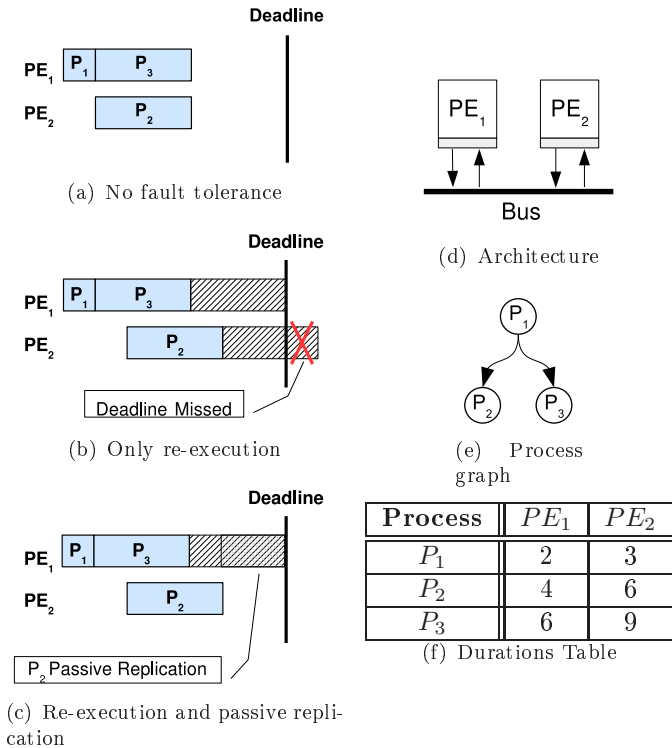 Deadline
PE1 P1 P3
PE2 P2
(a) No fault tolerance
Deadline
PE1 P1 P3
PE2 P2
Deadline Missed
(b) Only re-execution
Deadline
PE1 P1 P3
PE2 P2
P2 Passive Replication
(c) Re-execution and passive repli-
cation
PE1 PE2
Bus
(d) Architecture
P1
P2 P3
(e) Process
graph
Process PE1 PE2
P1 2 3
P2 4 6
P3 6 9
(f) Durations Table